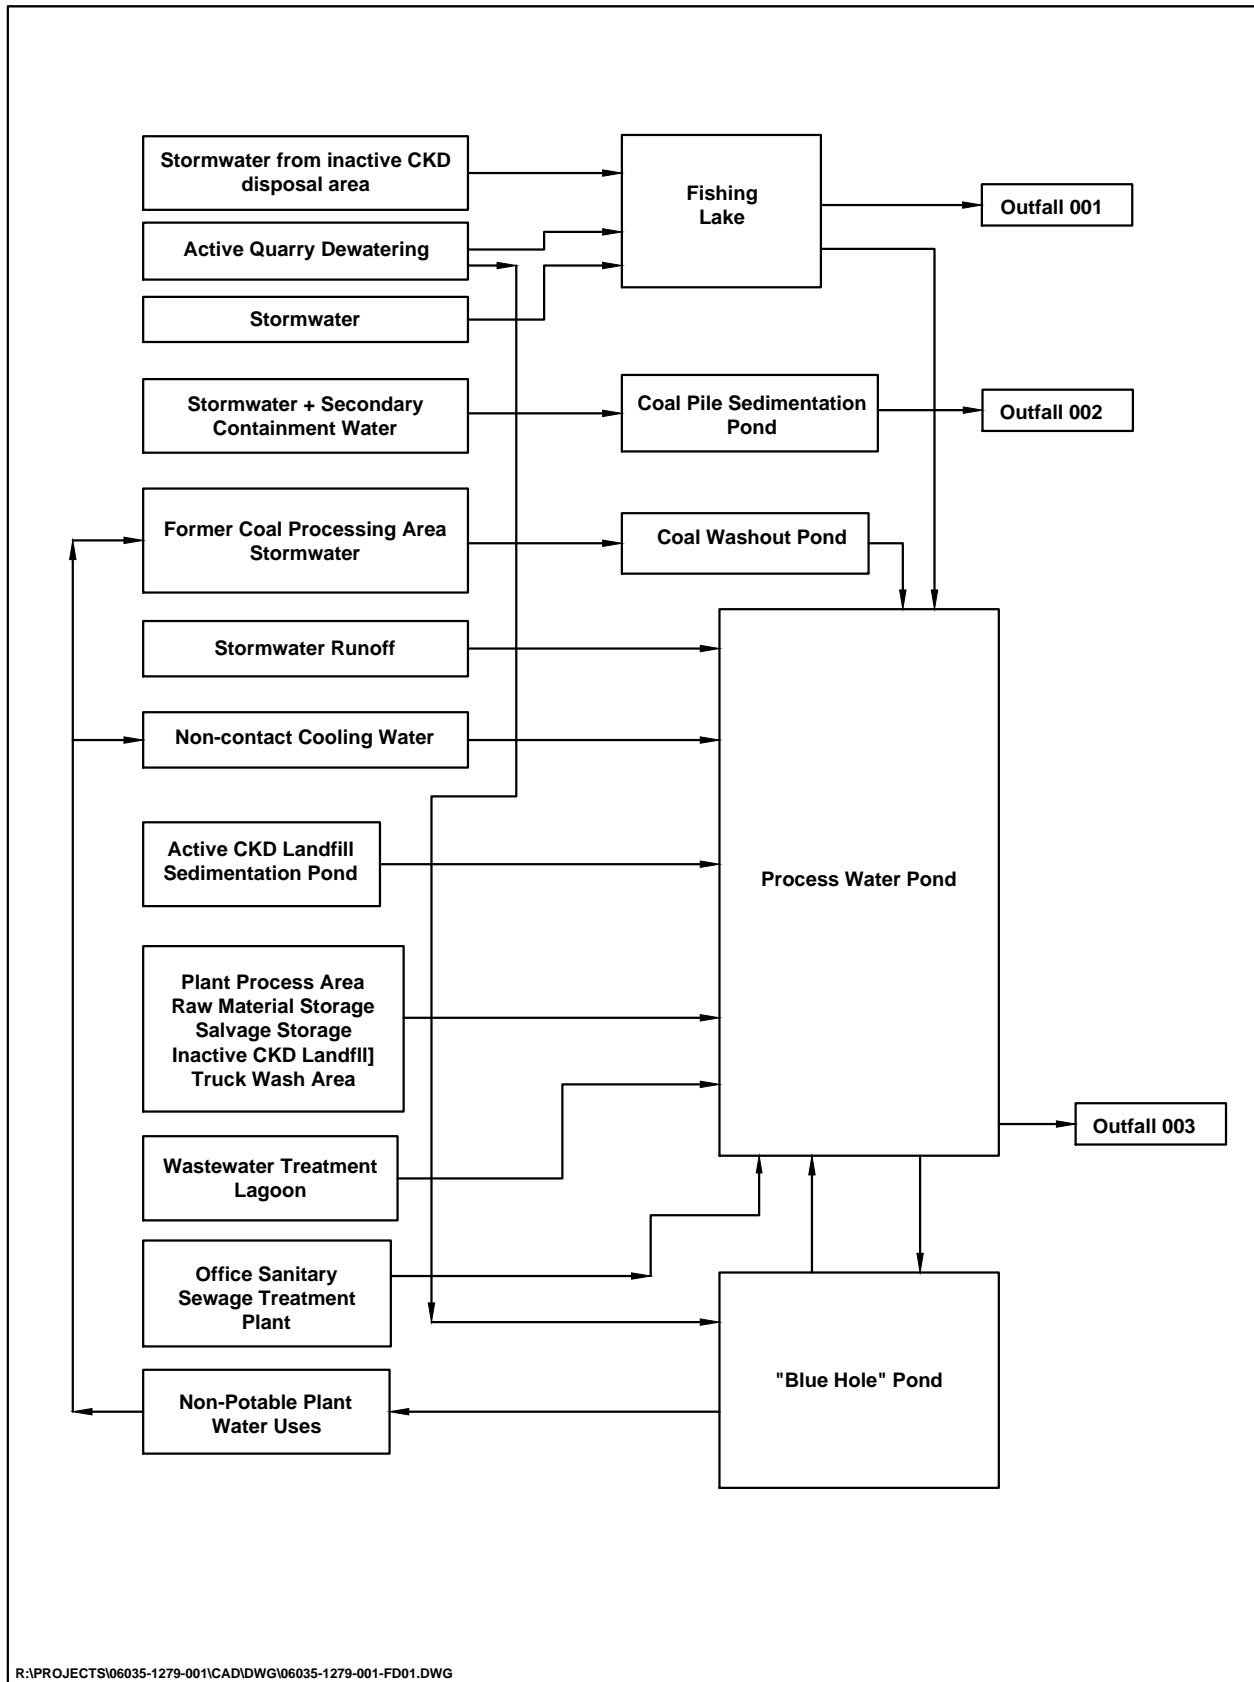 Stormwater from inactive CKD
disposal area
Fishing
Lake
Outfall 001
Active Quarry Dewatering
Stormwater
Stormwater + Secondary
Containment Water
Coal Pile Sedimentation
Pond
Outfall 002
Former Coal Processing Area
Stormwater
Coal Washout Pond
Stormwater Runoff
Non-contact Cooling Water
Active CKD Landfill
Sedimentation Pond
Process Water Pond
Plant Process Area
Raw Material Storage
Salvage Storage
Inactive CKD Landfll]
Truck Wash Area
Outfall 003
Wastewater Treatment
Lagoon
Office Sanitary
Sewage Treatment
Plant
"Blue Hole" Pond
Non-Potable Plant
Water Uses
R:\PROJECTS\06035-1279-001\CAD\DWG\06035-1279-001-FD01.DWG